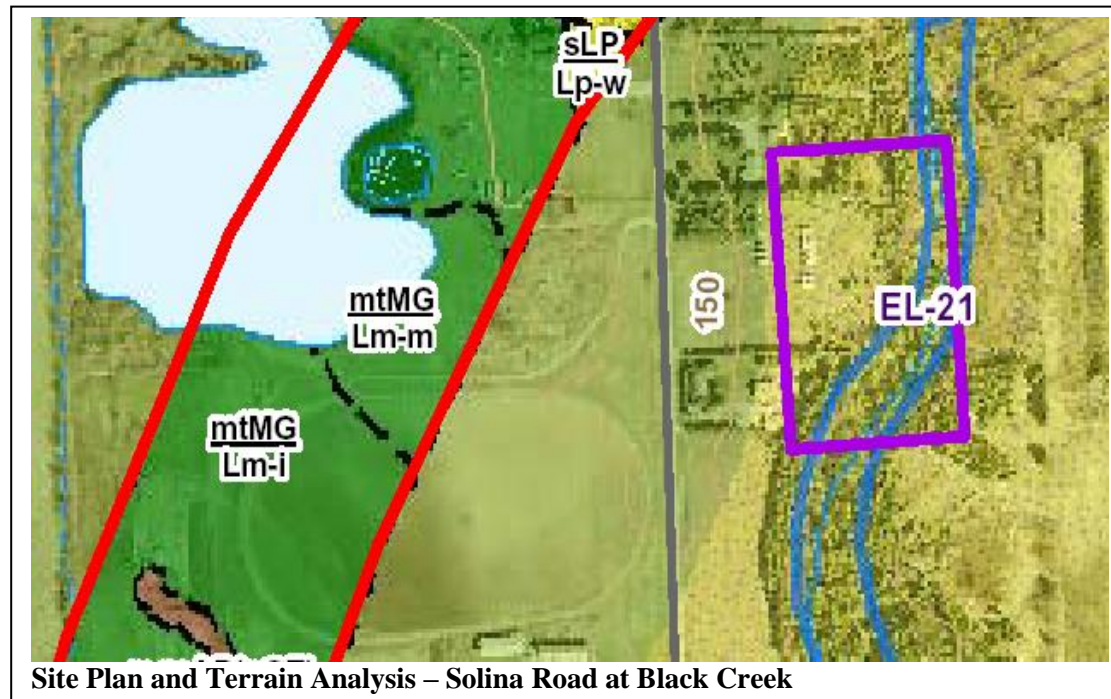 sLP
Lp-w
150
EL-21
mtMG
Lm-m
mtMG
Lm-i
Site Plan and Terrain Analysis – Solina Road at Black Creek